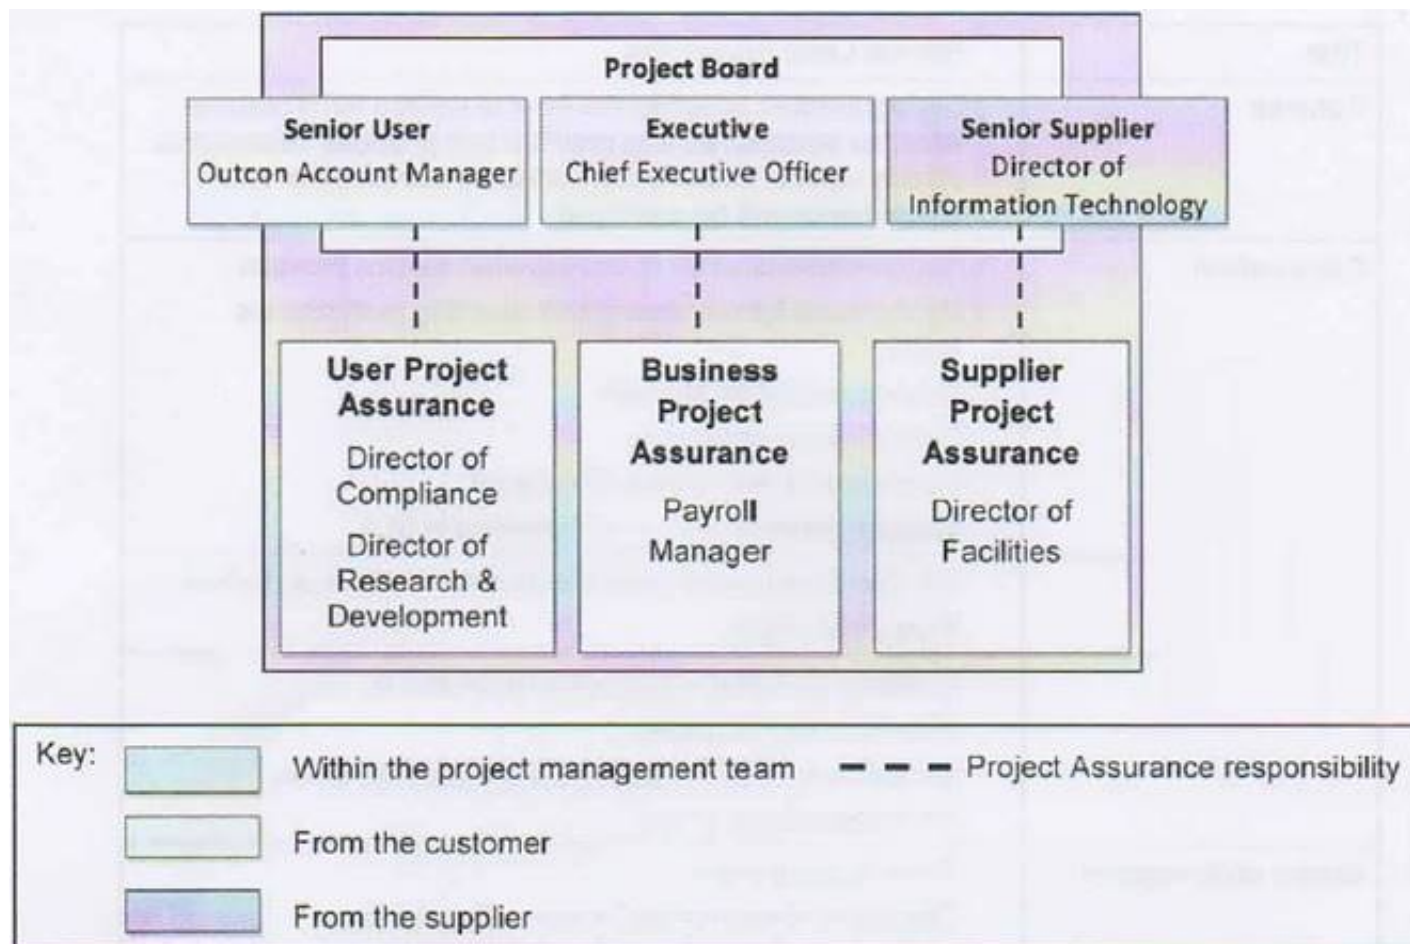 Project Board
Senior User
Outcon Account Manager
Executive
Chief Executive Officer
Senior Supplier
Director of
Information Technology
User Project
Assurance
Director of
Compliance
Director of
Research &
Development
Business
Project
Assurance
Payroll
Manager
Supplier
Project
Assurance
Director of
Facilities
Key:
Within the project management team
Project Assurance responsibility
From the customer
From the supplier